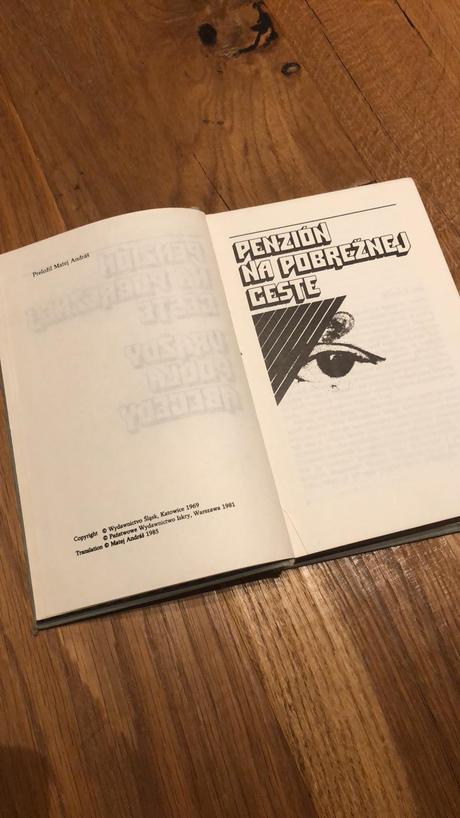 Preložil Matej Andráš
Copyright © Wydawnictwo Śląsk, Katowice 1969
© Państwowe Wydawnictwo Iskry, Warszawa 1981
Translation © Matej Andráš 1985
PENZIÓN
NA POBREŽNEJ
CESTE